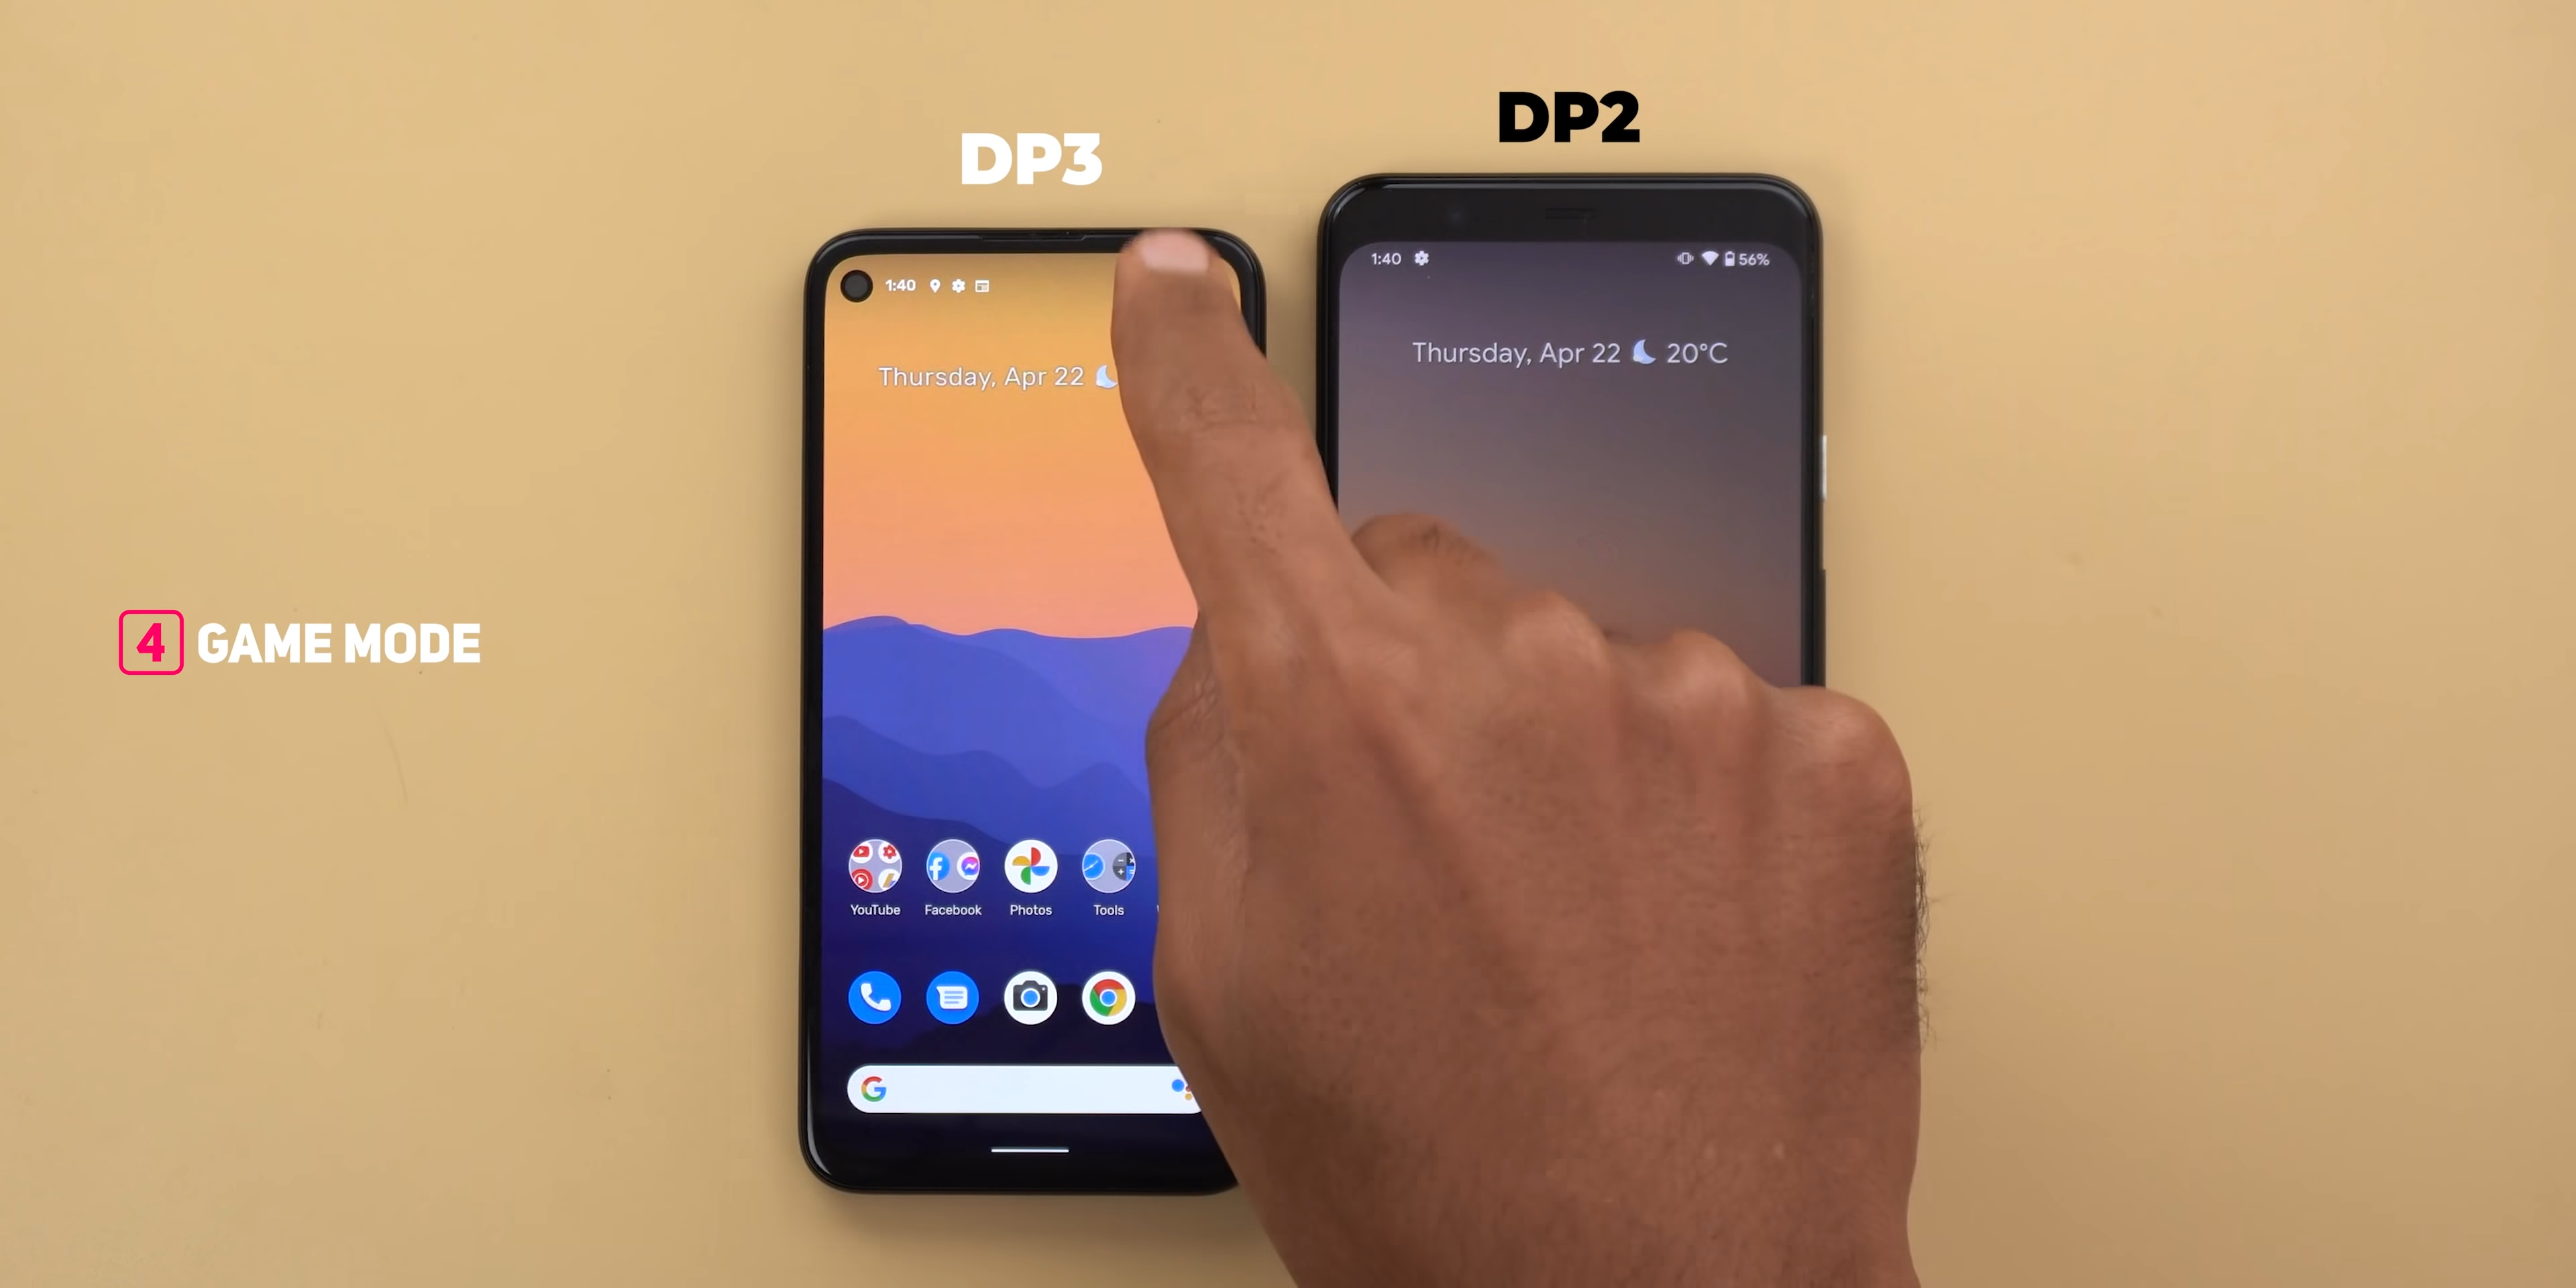 DP3
DP2
1:40
Thursday, Apr 22
1:40
56%
Thursday, Apr 22 20°C
4 GAME MODE
YouTube
Facebook
Photos
Tools
G